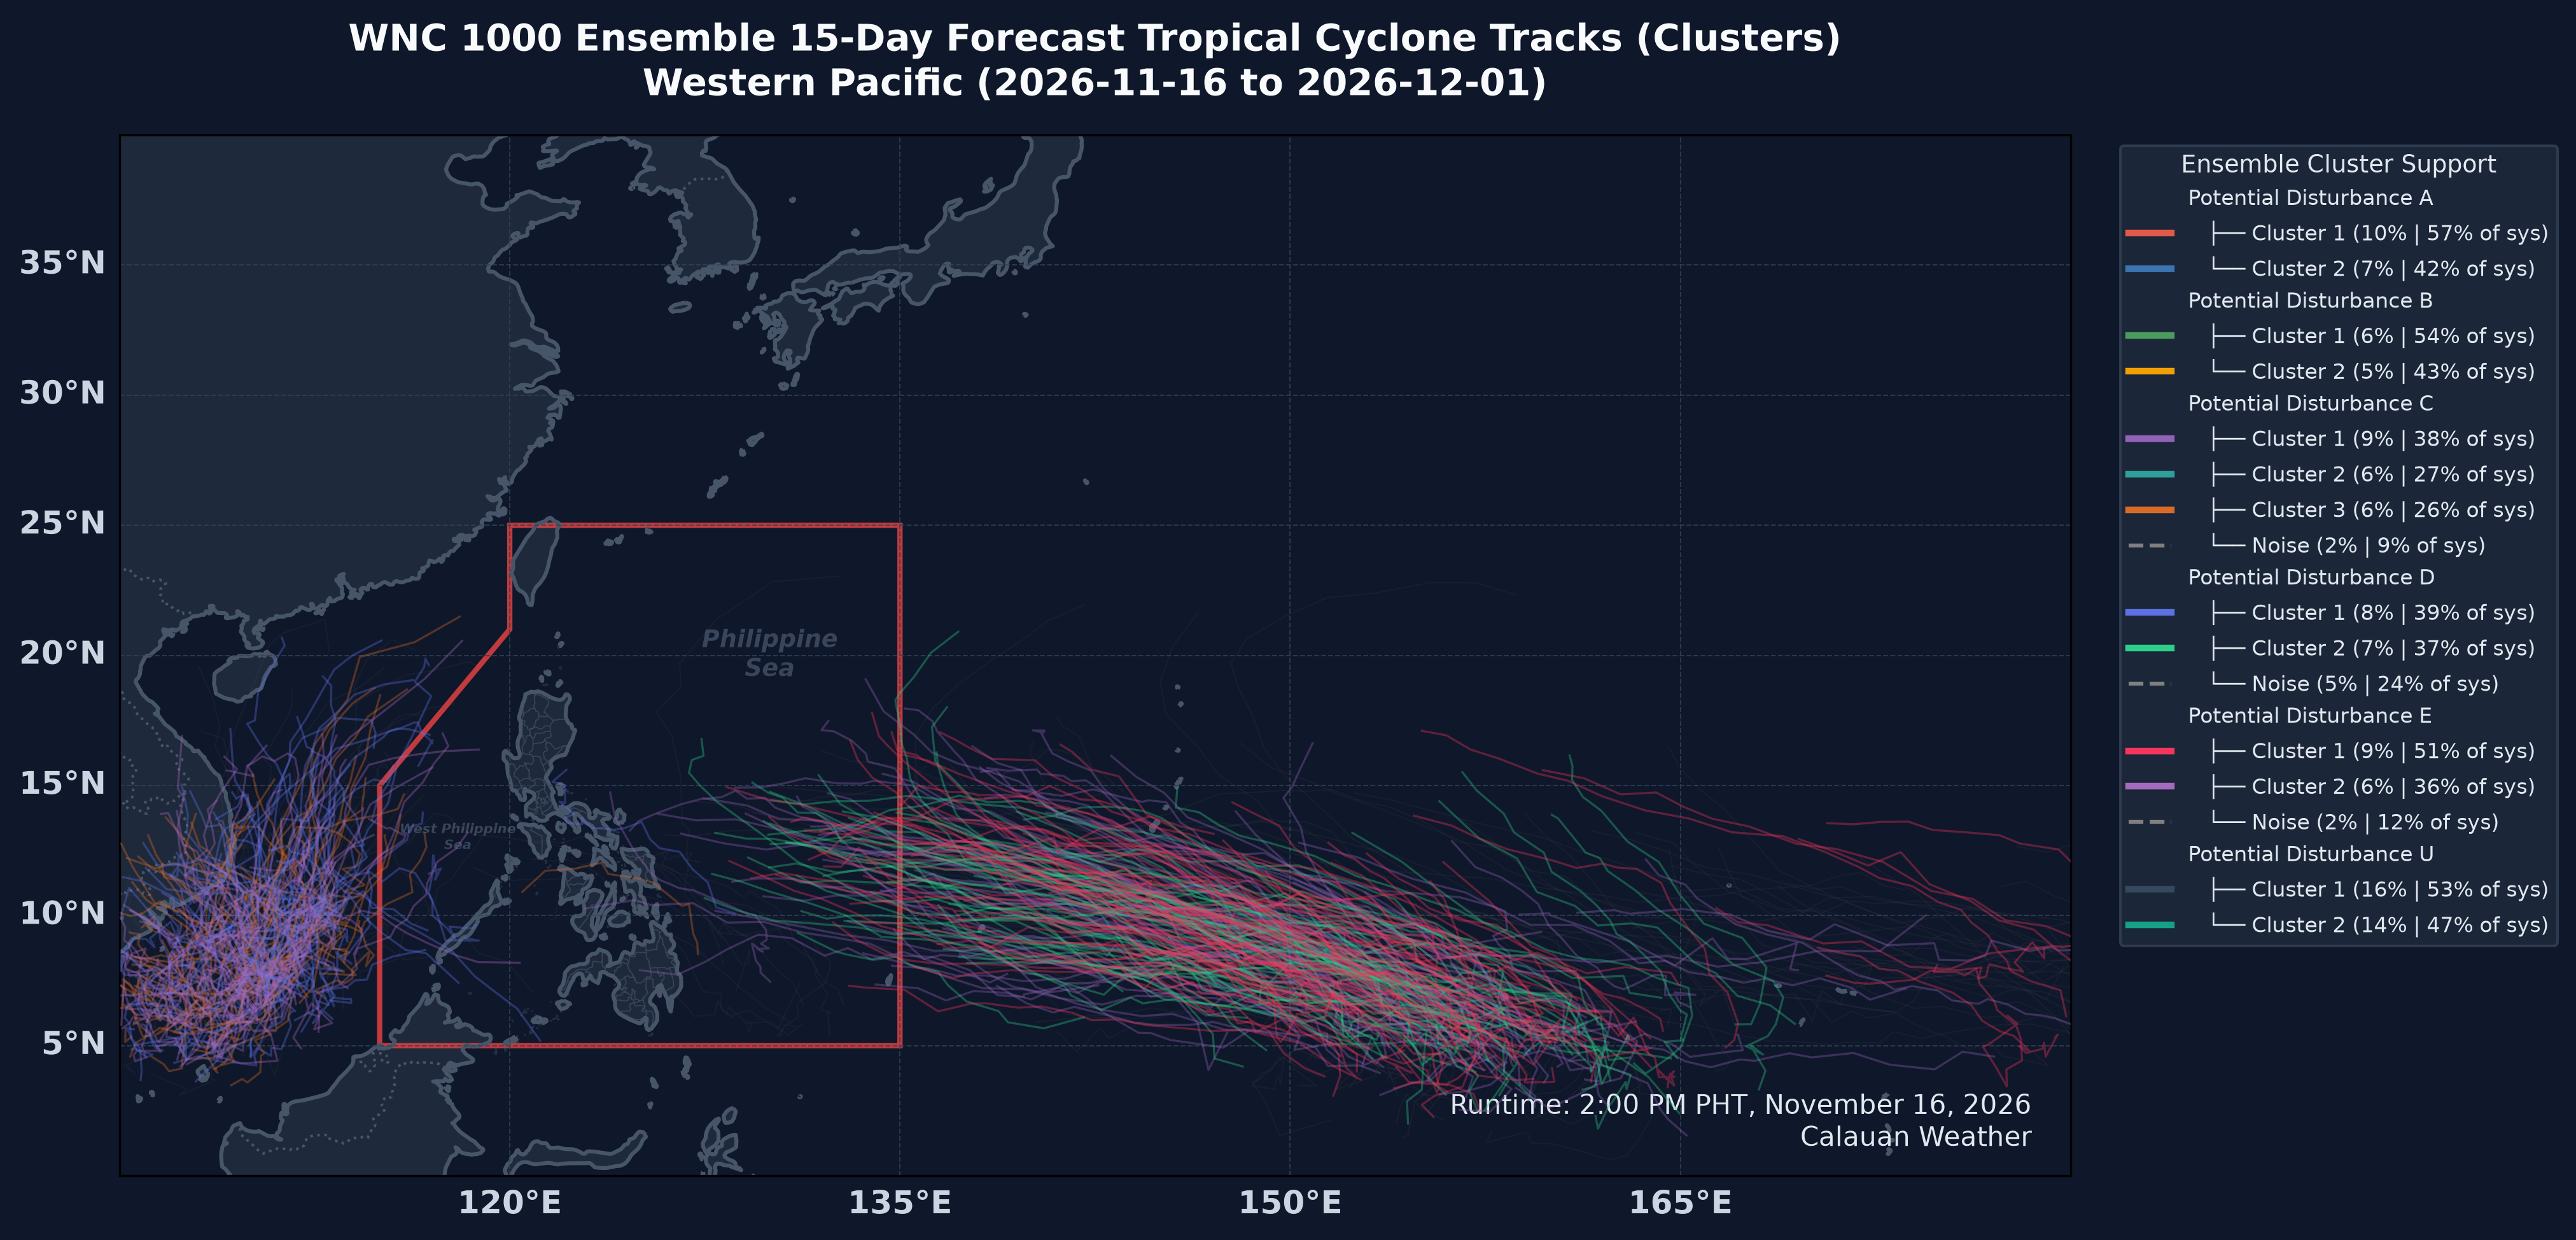 WNC 1000 Ensemble 15-Day Forecast Tropical Cyclone Tracks (Clusters)
Western Pacific (2026-11-16 to 2026-12-01)
35°N
30°N
25°N
20°N
15°N
10°N
5°N
120°E
135°E
150°E
165°E
Philippine
Sea
West Philippine
Sea
Runtime: 2:00 PM PHT, November 16, 2026
Calauan Weather
Ensemble Cluster Support
Potential Disturbance A
Cluster 1 (10% | 57% of sys)
Cluster 2 (7% | 42% of sys)
Potential Disturbance B
Cluster 1 (6% | 54% of sys)
Cluster 2 (5% | 43% of sys)
Potential Disturbance C
Cluster 1 (9% | 38% of sys)
Cluster 2 (6% | 27% of sys)
Cluster 3 (6% | 26% of sys)
Noise (2% | 9% of sys)
Potential Disturbance D
Cluster 1 (8% | 39% of sys)
Cluster 2 (7% | 37% of sys)
Noise (5% | 24% of sys)
Potential Disturbance E
Cluster 1 (9% | 51% of sys)
Cluster 2 (6% | 36% of sys)
Noise (2% | 12% of sys)
Potential Disturbance U
Cluster 1 (16% | 53% of sys)
Cluster 2 (14% | 47% of sys)